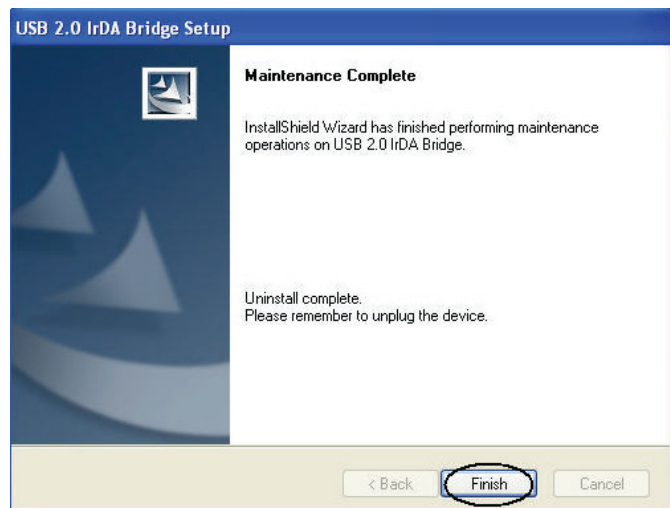 USB 2.0 IrDA Bridge Setup
Maintenance Complete
InstallShield Wizard has finished performing maintenance
operations on USB 2.0 IrDA Bridge.
Uninstall complete.
Please remember to unplug the device.
< Back Finish Cancel